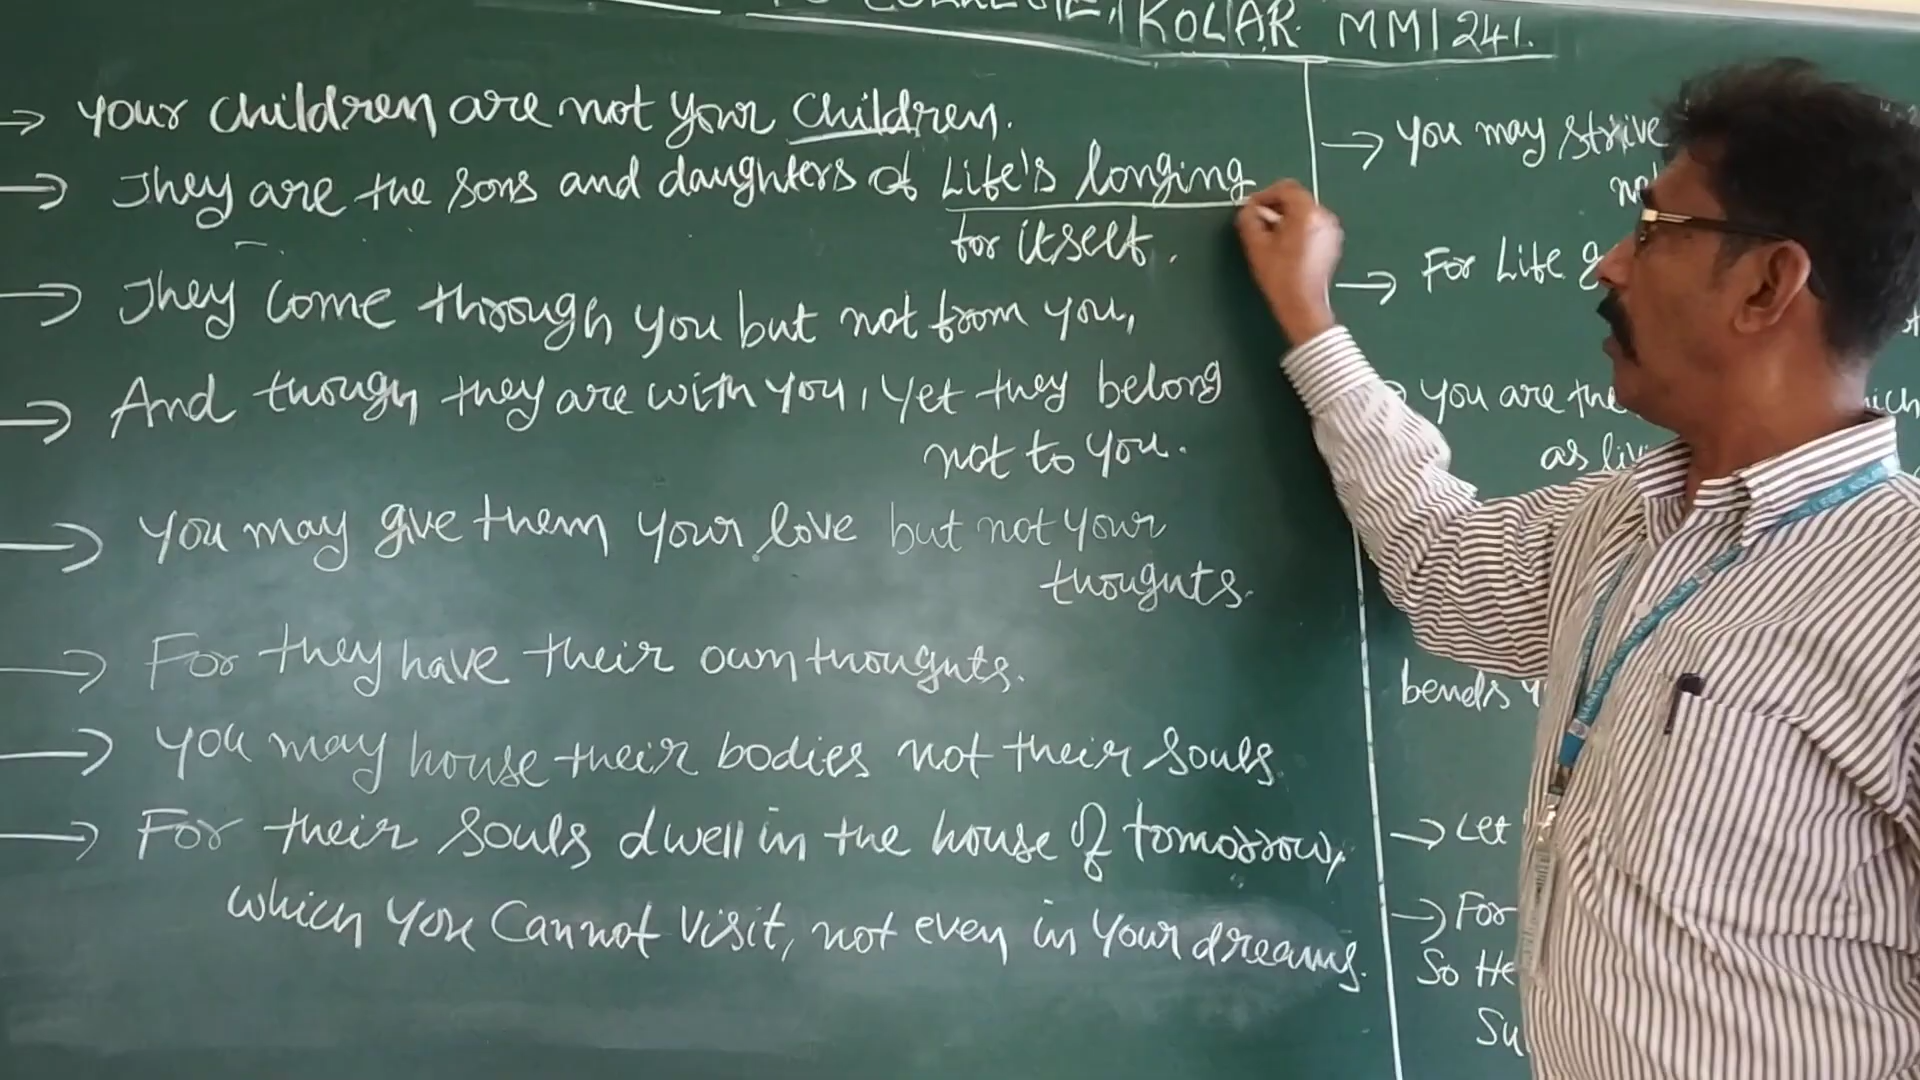 KOLAR. MM1241.
→ Your children are not your children.
→ They are the sons and daughters of Life's longing
for itself.
→ They come through you but not from you,
→ And though they are with you, yet they belong
not to you.
→ You may give them your love but not your
thoughts.
→ For they have their own thoughts.
→ You may house their bodies not their souls
→ For their souls dwell in the house of tomorrow,
which you cannot visit, not even in your dreams.
→ You may strive
→ For Life
You are the
as
bends
→ Let
→ For
So He